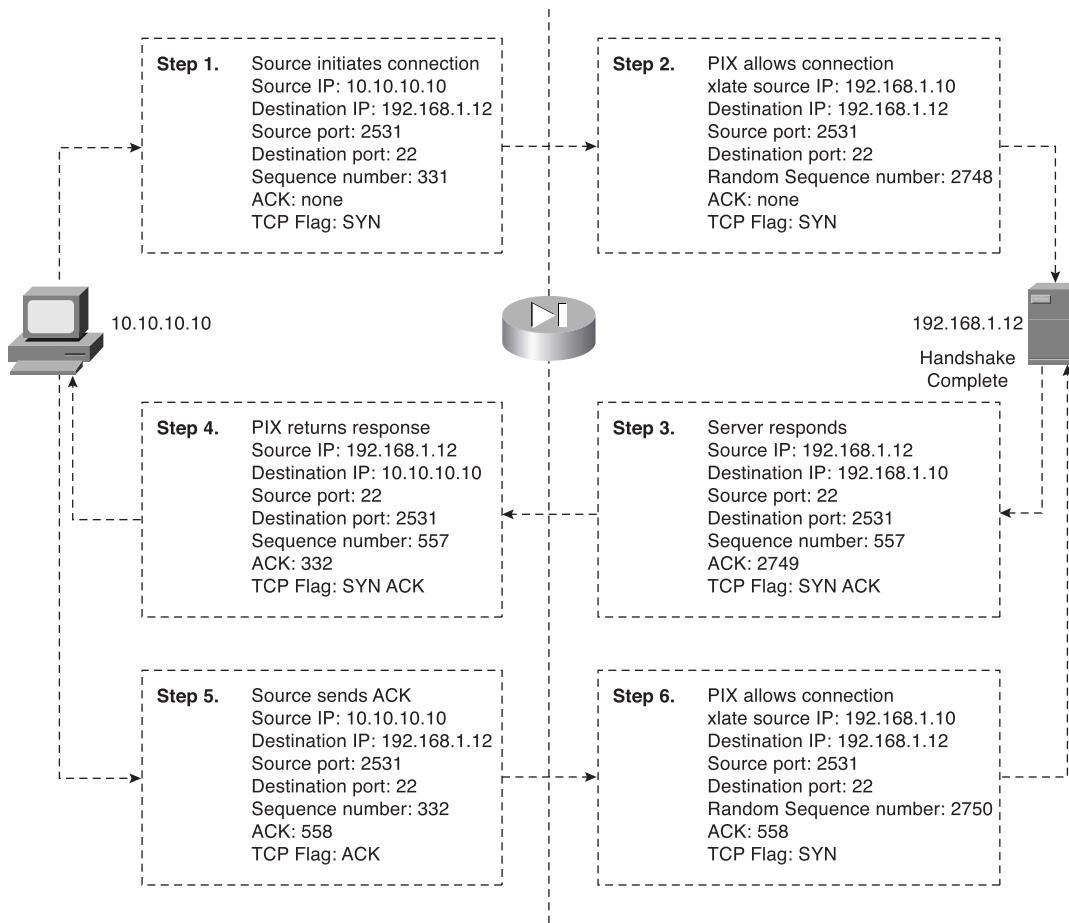 Step 1. Source initiates connection
Source IP: 10.10.10.10
Destination IP: 192.168.1.12
Source port: 2531
Destination port: 22
Sequence number: 331
ACK: none
TCP Flag: SYN
Step 2. PIX allows connection
xlate source IP: 192.168.1.10
Destination IP: 192.168.1.12
Source port: 2531
Destination port: 22
Random Sequence number: 2748
ACK: none
TCP Flag: SYN
10.10.10.10
192.168.1.12
Handshake
Complete
Step 4. PIX returns response
Source IP: 192.168.1.12
Destination IP: 10.10.10.10
Source port: 22
Destination port: 2531
Sequence number: 557
ACK: 332
TCP Flag: SYN ACK
Step 3. Server responds
Source IP: 192.168.1.12
Destination IP: 192.168.1.10
Source port: 22
Destination port: 2531
Sequence number: 557
ACK: 2749
TCP Flag: SYN ACK
Step 5. Source sends ACK
Source IP: 10.10.10.10
Destination IP: 192.168.1.12
Source port: 2531
Destination port: 22
Sequence number: 332
ACK: 558
TCP Flag: ACK
Step 6. PIX allows connection
xlate source IP: 192.168.1.10
Destination IP: 192.168.1.12
Source port: 2531
Destination port: 22
Random Sequence number: 2750
ACK: 558
TCP Flag: SYN